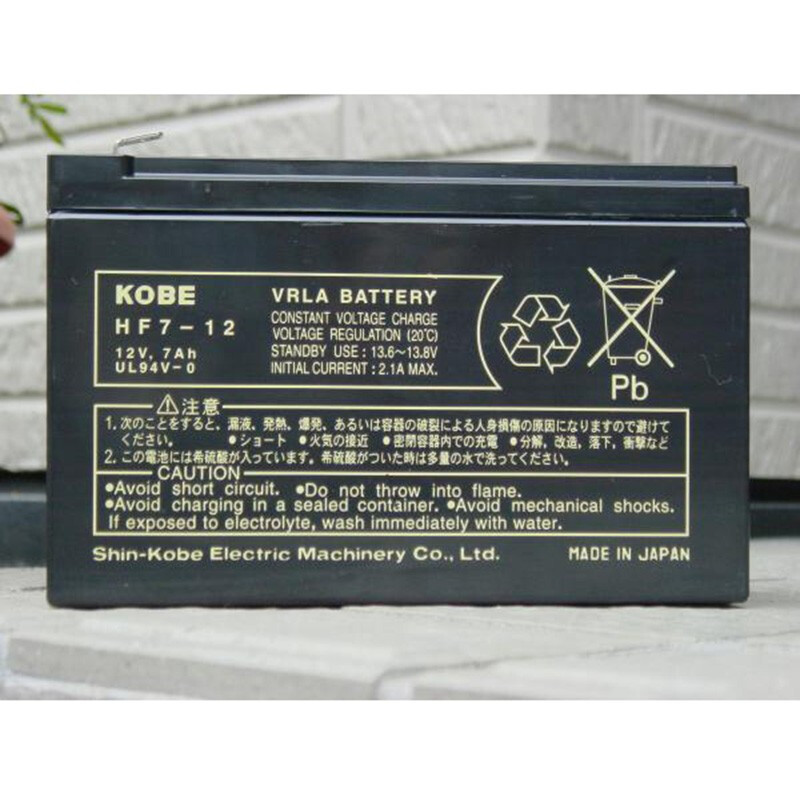 KOBE
HF7-12
12V, 7Ah
UL94V-0
VRLA BATTERY
CONSTANT VOLTAGE CHARGE
VOLTAGE REGULATION (20℃)
STANDBY USE : 13.6～13.8V
INITIAL CURRENT : 2.1A MAX.
Pb
注意
1. 次のことをすると、漏液、発熱、爆発、あるいは容器の破裂による人身損傷の原因になりますので避けて
ください。 ●ショート ●火気の接近 ●密閉容器内での充電 ●分解, 改造, 落下, 衝撃など
2. この電池には希硫酸が入っています。希硫酸がついた時は多量の水で洗ってください。
CAUTION
●Avoid short circuit. ●Do not throw into flame.
●Avoid charging in a sealed container. ●Avoid mechanical shocks.
If exposed to electrolyte, wash immediately with water.
Shin-Kobe Electric Machinery Co., Ltd.
MADE IN JAPAN